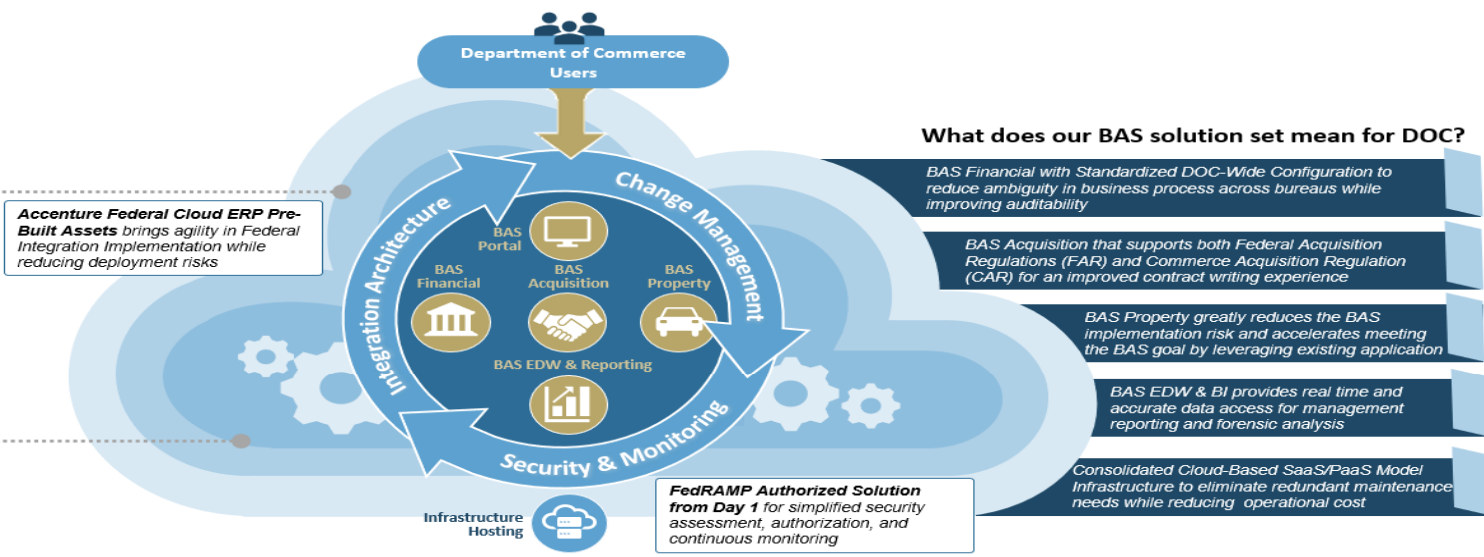 Department of Commerce
Users
What does our BAS solution set mean for DOC?
Accenture Federal Cloud ERP Pre-
Built Assets brings agility in Federal
Integration Implementation while
reducing deployment risks
Integration Architecture
Change Management
Security & Monitoring
BAS
Portal
BAS
Financial
BAS
Acquisition
BAS
Property
BAS EDW & Reporting
Infrastructure
Hosting
FedRAMP Authorized Solution
from Day 1 for simplified security
assessment, authorization, and
continuous monitoring
BAS Financial with Standardized DOC-Wide Configuration to
reduce ambiguity in business process across bureaus while
improving auditability
BAS Acquisition that supports both Federal Acquisition
Regulations (FAR) and Commerce Acquisition Regulation
(CAR) for an improved contract writing experience
BAS Property greatly reduces the BAS
implementation risk and accelerates meeting
the BAS goal by leveraging existing application
BAS EDW & BI provides real time and
accurate data access for management
reporting and forensic analysis
Consolidated Cloud-Based SaaS/PaaS Model
Infrastructure to eliminate redundant maintenance
needs while reducing operational cost